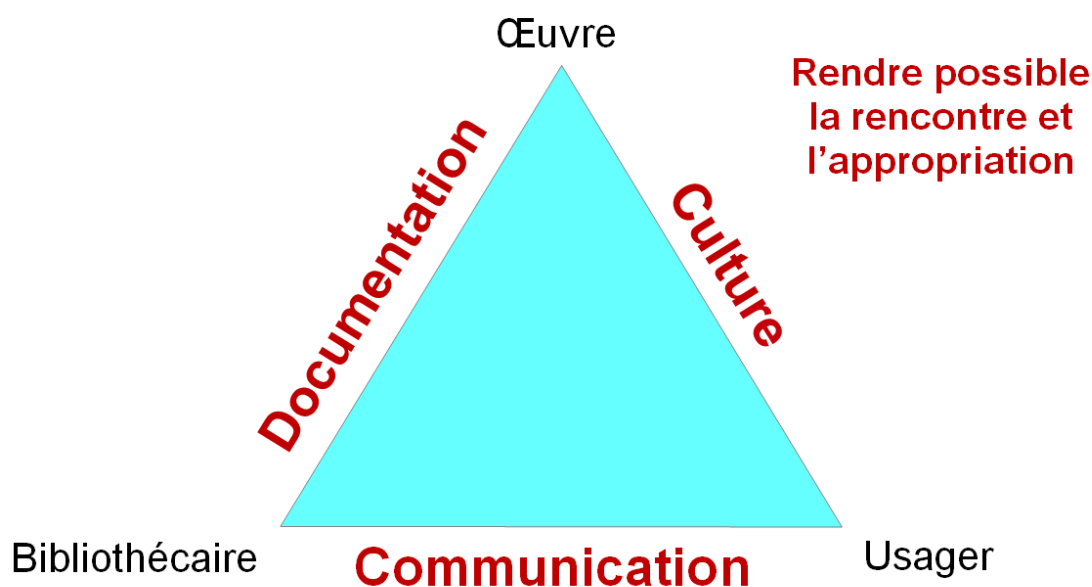 Œuvre
Rendre possible
la rencontre et
l’appropriation
Documentation
Culture
Bibliothécaire
Communication
Usager